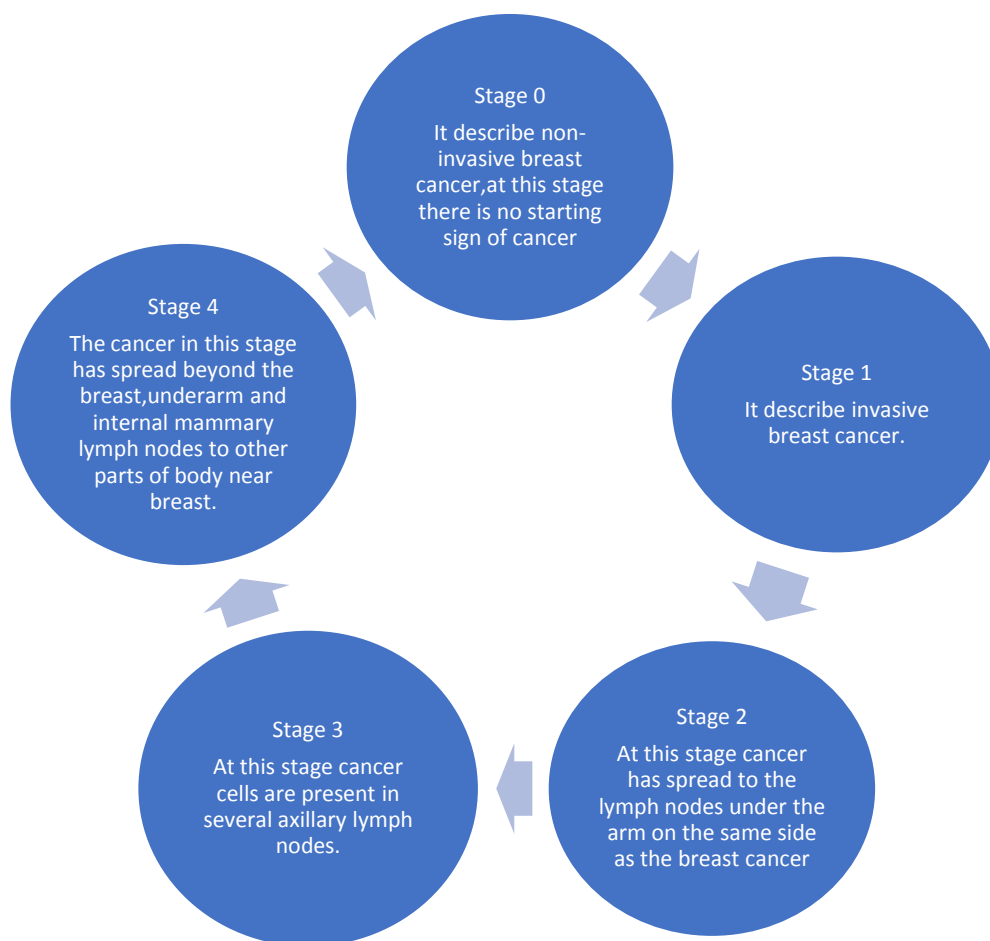 Stage 0
It describe non-
invasive breast
cancer,at this stage
there is no starting
sign of cancer
Stage 1
It describe invasive
breast cancer.
Stage 2
At this stage cancer
has spread to the
lymph nodes under the
arm on the same side
as the breast cancer
Stage 3
At this stage cancer
cells are present in
several axillary lymph
nodes.
Stage 4
The cancer in this stage
has spread beyond the
breast,underarm and
internal mammary
lymph nodes to other
parts of body near
breast.